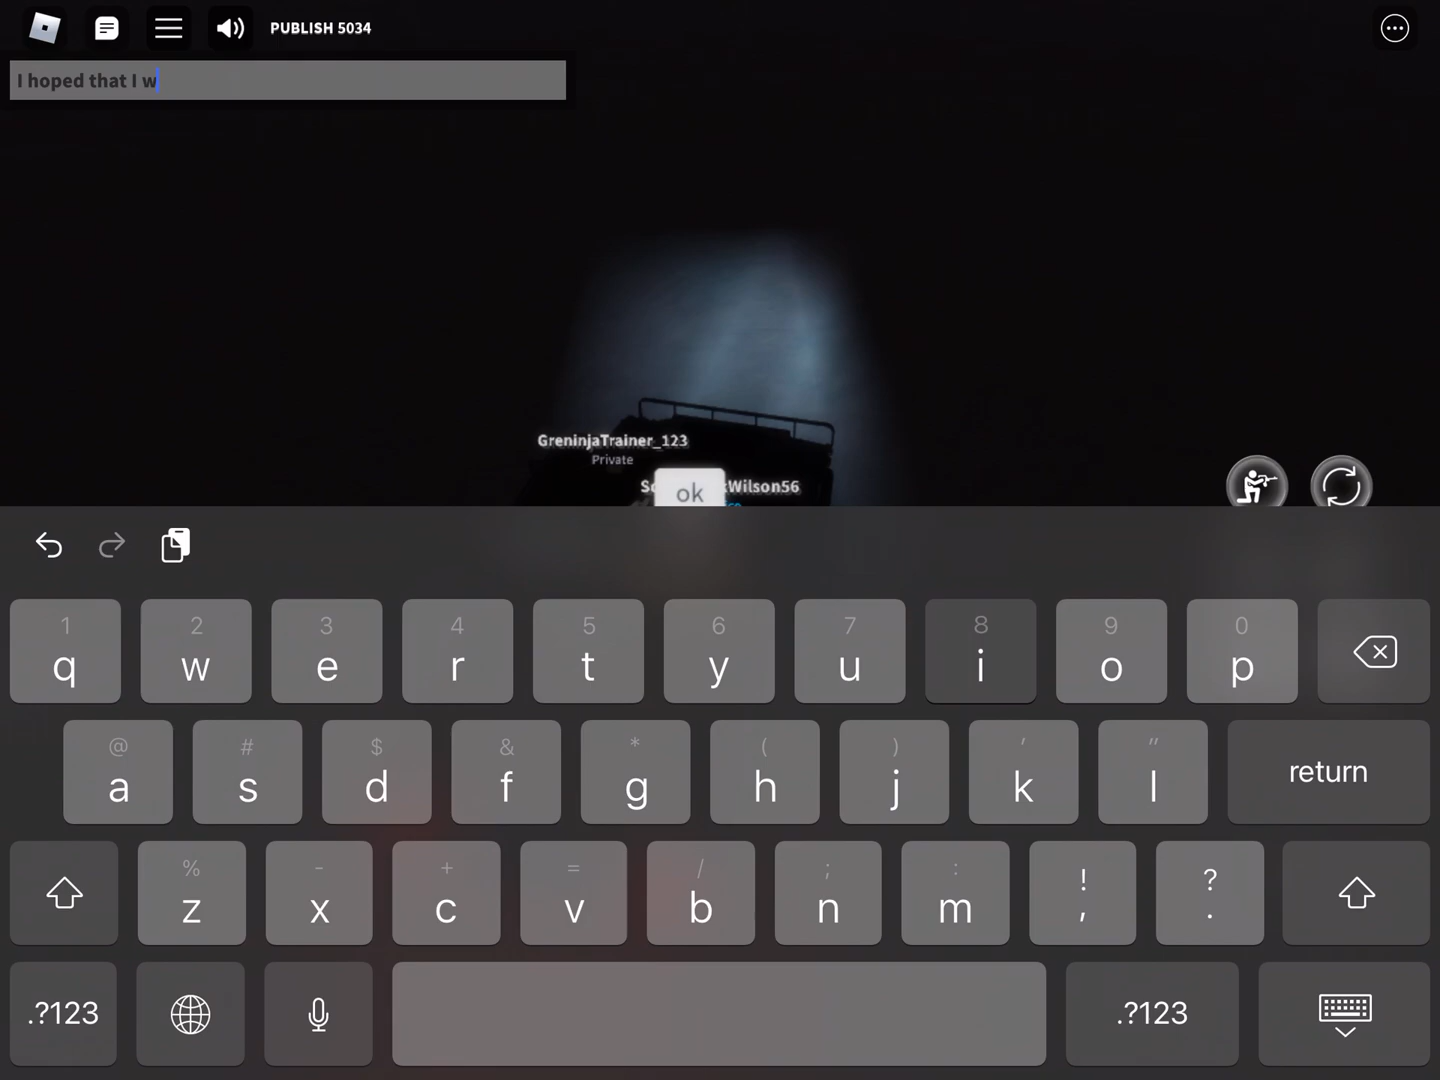 PUBLISH 5034
I hoped that I w
GreninjaTrainer_123
Private
ok
Wilson56
1 2 3 4 5 6 7 8 9 0
q w e r t y u i o p
@ # $ & * ( ) ' "
a s d f g h j k l return
% - + = / ; : ! ?
z x c v b n m , .
.?123 .?123